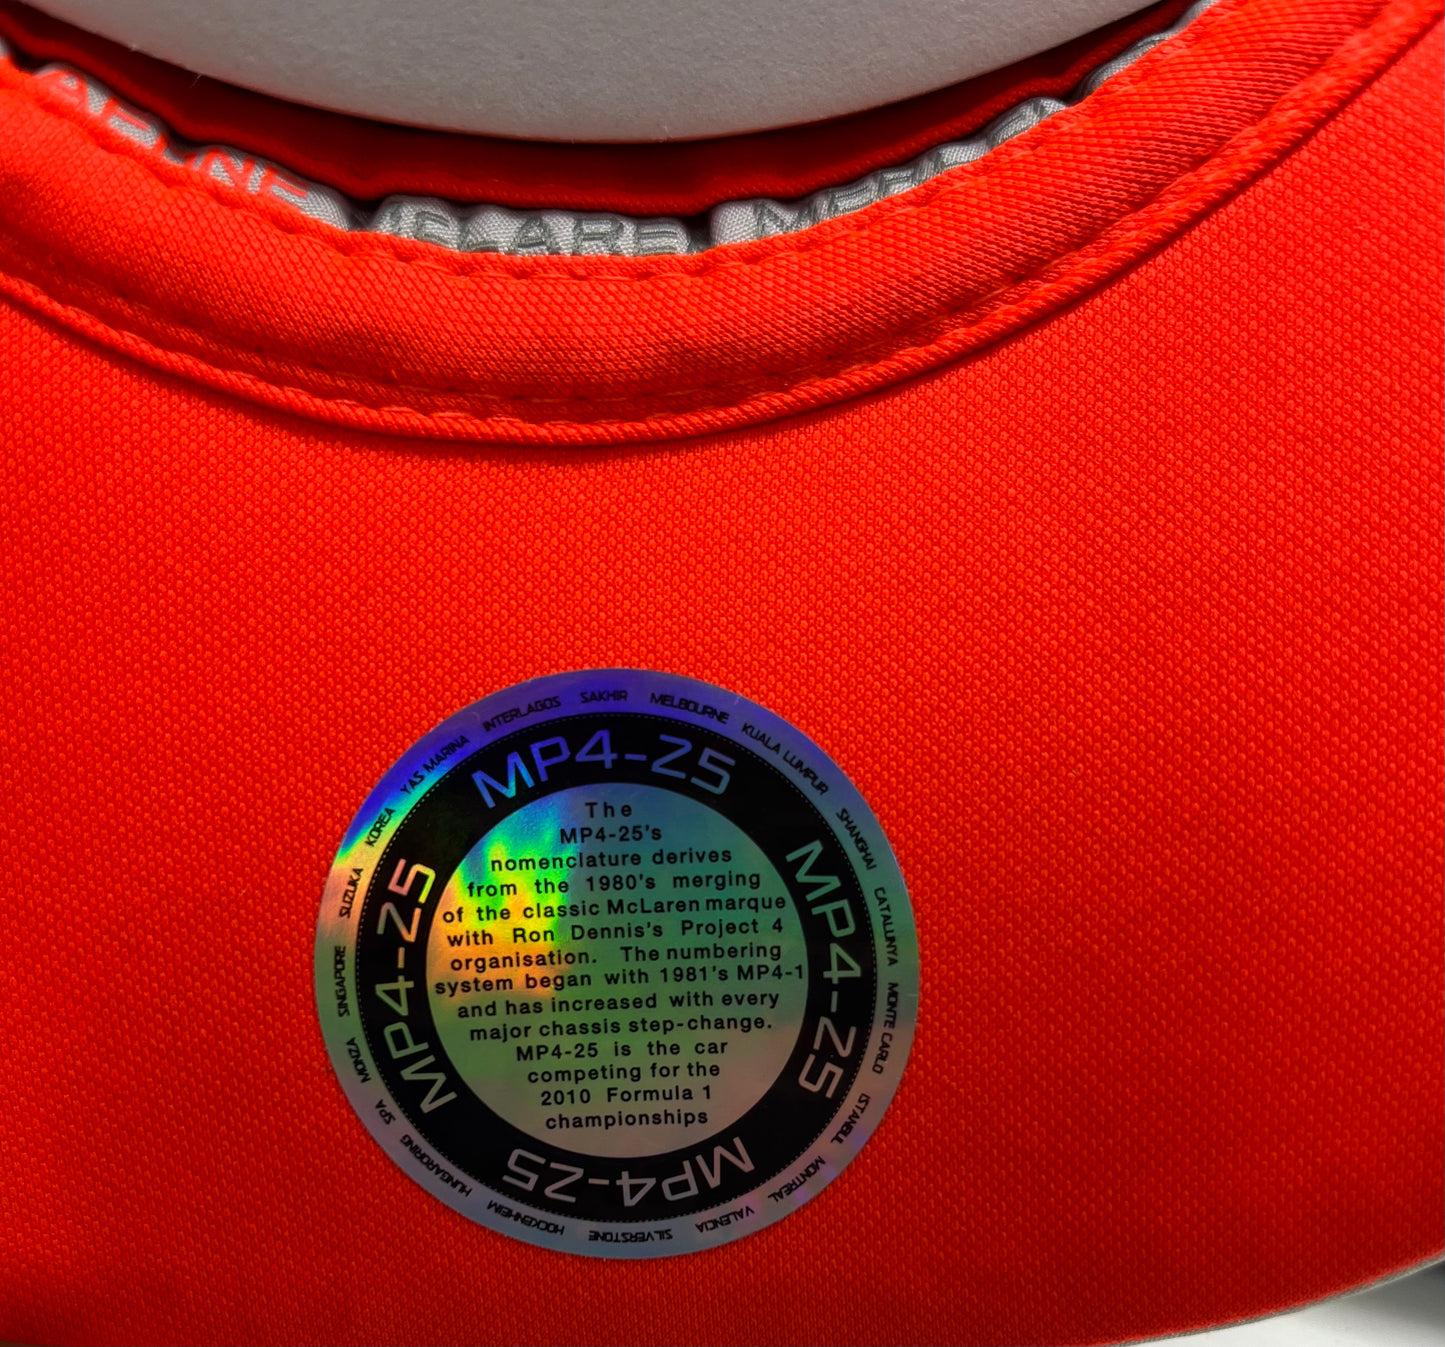 McLAREN
MP4-25
The
MP4-25's
nomenclature derives
from the 1980's merging
of the classic McLaren marque
with Ron Dennis's Project 4
organisation. The numbering
system began with 1981's MP4-1
and has increased with every
major chassis step-change.
MP4-25 is the car
competing for the
2010 Formula 1
championships
MP4-25
MP4-25
MP4-25
SAKHIR
MELBOURNE
KUALA LUMPUR
SHANGHAI
CATALUNYA
MONTE CARLO
ISTANBUL
MONTREAL
VALENCIA
SILVERSTONE
HOCKENHEIM
HUNGARORING
SPA
MONZA
SINGAPORE
SUZUKA
KOREA
YAS MARINA
INTERLAGOS